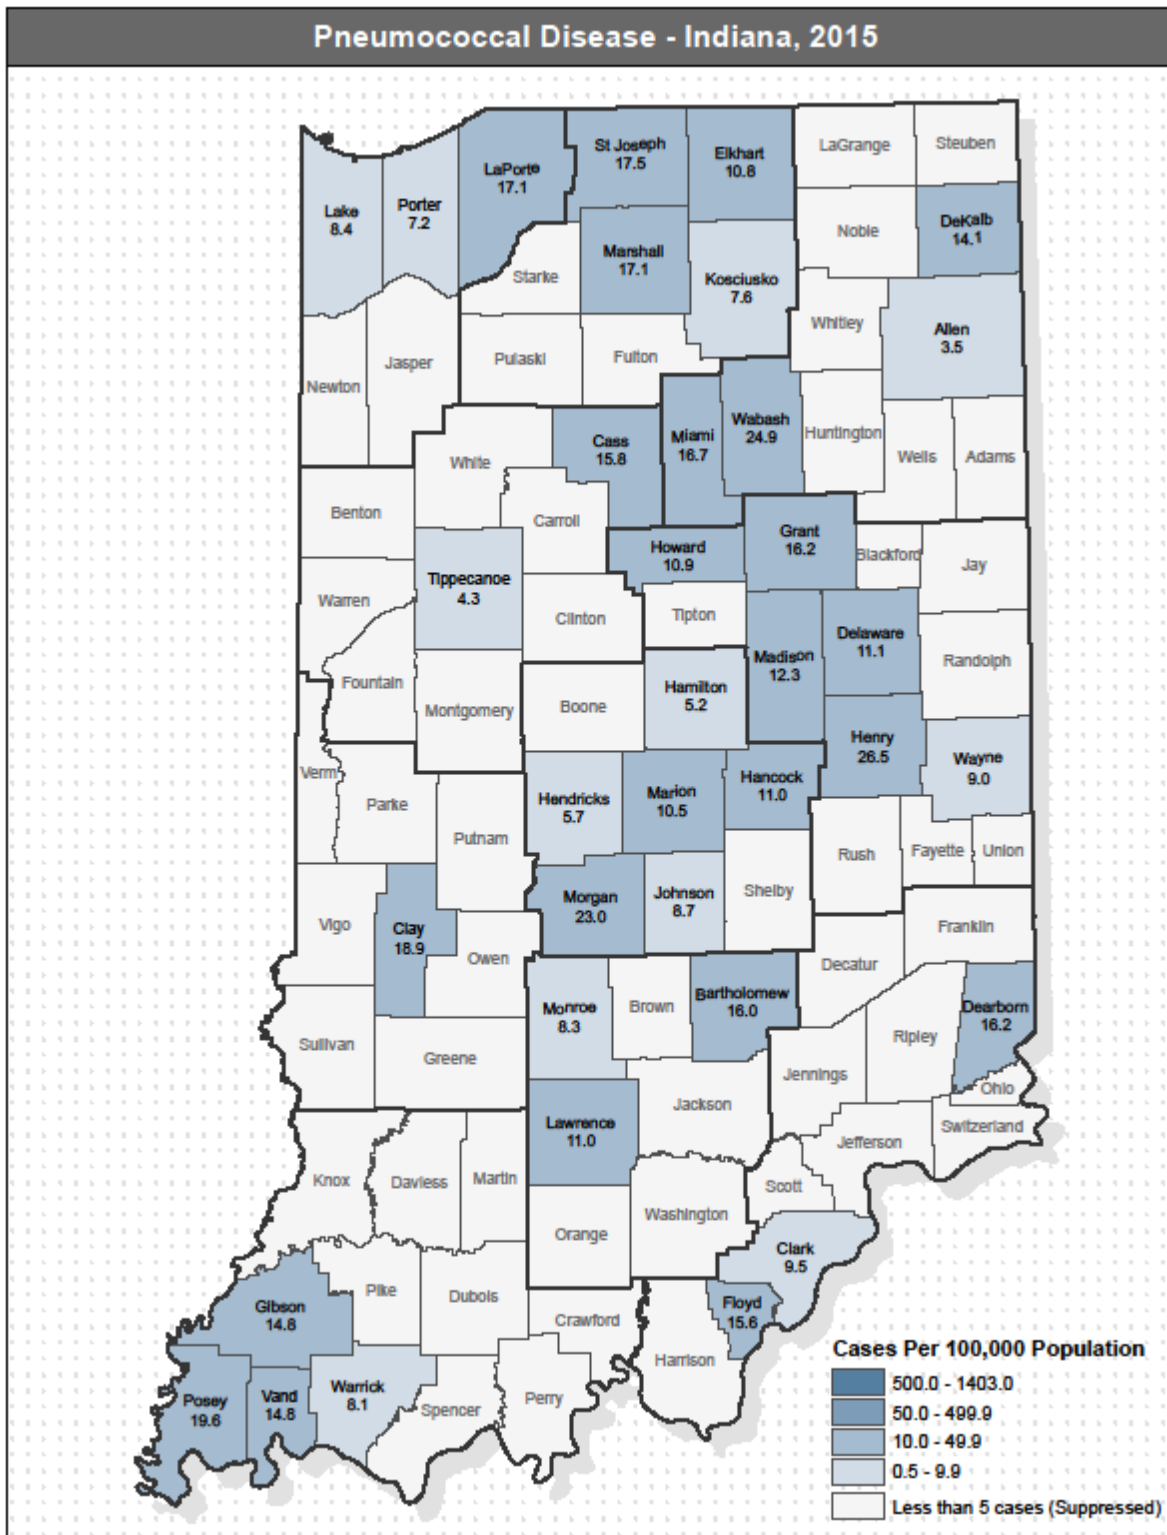 Pneumococcal Disease - Indiana, 2015
St Joseph
17.5
Elkhart
10.8
LaGrange
Steuben
LaPorte
17.1
Lake
8.4
Porter
7.2
Noble
DeKalb
14.1
Marshall
17.1
Starke
Kosciusko
7.6
Whitley
Allen
3.5
Newton
Jasper
Pulaski
Fulton
Cass
15.8
Miami
16.7
Wabash
24.9
Huntington
Wells
Adams
White
Benton
Carroll
Howard
10.9
Grant
16.2
Blackford
Jay
Tippecanoe
4.3
Warren
Clinton
Tipton
Madison
12.3
Delaware
11.1
Randolph
Fountain
Montgomery
Boone
Hamilton
5.2
Henry
26.5
Wayne
9.0
Verm
Parke
Putnam
Hendricks
5.7
Marion
10.5
Hancock
11.0
Rush
Fayette
Union
Vigo
Clay
18.9
Owen
Morgan
23.0
Johnson
8.7
Shelby
Franklin
Decatur
Monroe
8.3
Brown
Bartholomew
16.0
Dearborn
16.2
Sullivan
Greene
Ripley
Jennings
Ohio
Lawrence
11.0
Jackson
Switzerland
Jefferson
Knox
Daviess
Martin
Scott
Washington
Orange
Clark
9.5
Gibson
14.8
Pike
Dubois
Crawford
Floyd
15.6
Harrison
Posey
19.6
Vand
14.8
Warrick
8.1
Spencer
Perry
Cases Per 100,000 Population
500.0 - 1403.0
50.0 - 499.9
10.0 - 49.9
0.5 - 9.9
Less than 5 cases (Suppressed)